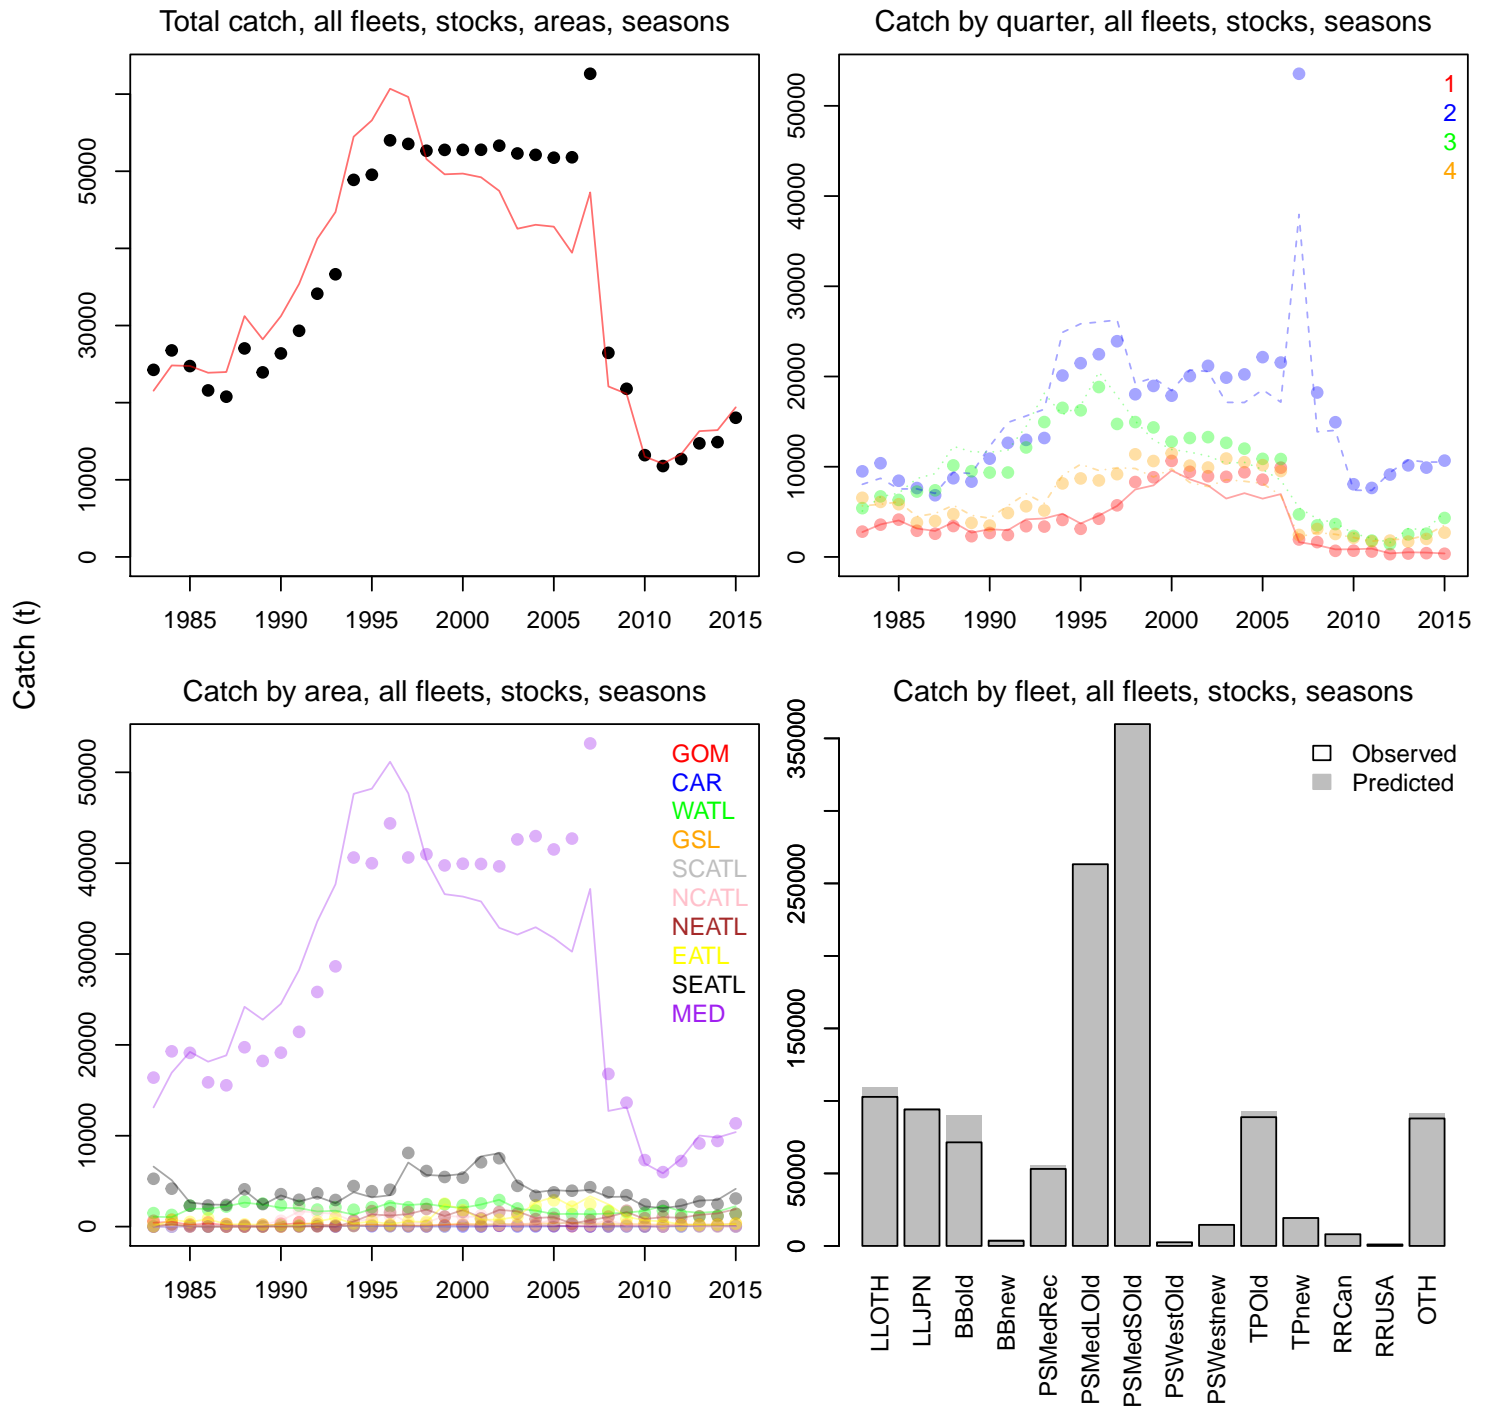 Total catch, all fleets, stocks, areas, seasons
50000
30000
10000
0
1985 1990 1995 2000 2005 2010 2015
Catch by quarter, all fleets, stocks, seasons
50000
40000
30000
20000
10000
0
1
2
3
4
1985 1990 1995 2000 2005 2010 2015
Catch (t)
Catch by area, all fleets, stocks, seasons
50000
40000
30000
20000
10000
0
GOM
CAR
WATL
GSL
SCATL
NCATL
NEATL
EATL
SEATL
MED
1985 1990 1995 2000 2005 2010 2015
Catch by fleet, all fleets, stocks, seasons
350000
250000
150000
50000
0
Observed
Predicted
LLOTH
LLJPN
BBold
BBnew
PSMedRec
PSMedLOld
PSMedSOld
PSWestOld
PSWestnew
TPOld
TPnew
RRCan
RRUSA
OTH